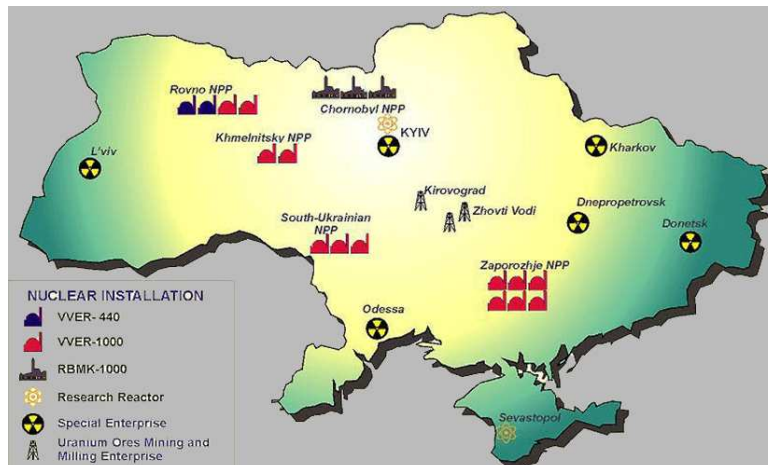 Rovno NPP
Chornobyl NPP
KYIV
Khmelnitsky NPP
L'viv
Kharkov
Kirovograd
Zhovti Vodi
Dnepropetrovsk
South-Ukrainian
NPP
Donetsk
Zaporozhje NPP
Odessa
Sevastopol
NUCLEAR INSTALLATION
VVER- 440
VVER-1000
RBMK-1000
Research Reactor
Special Enterprise
Uranium Ores Mining and
Milling Enterprise